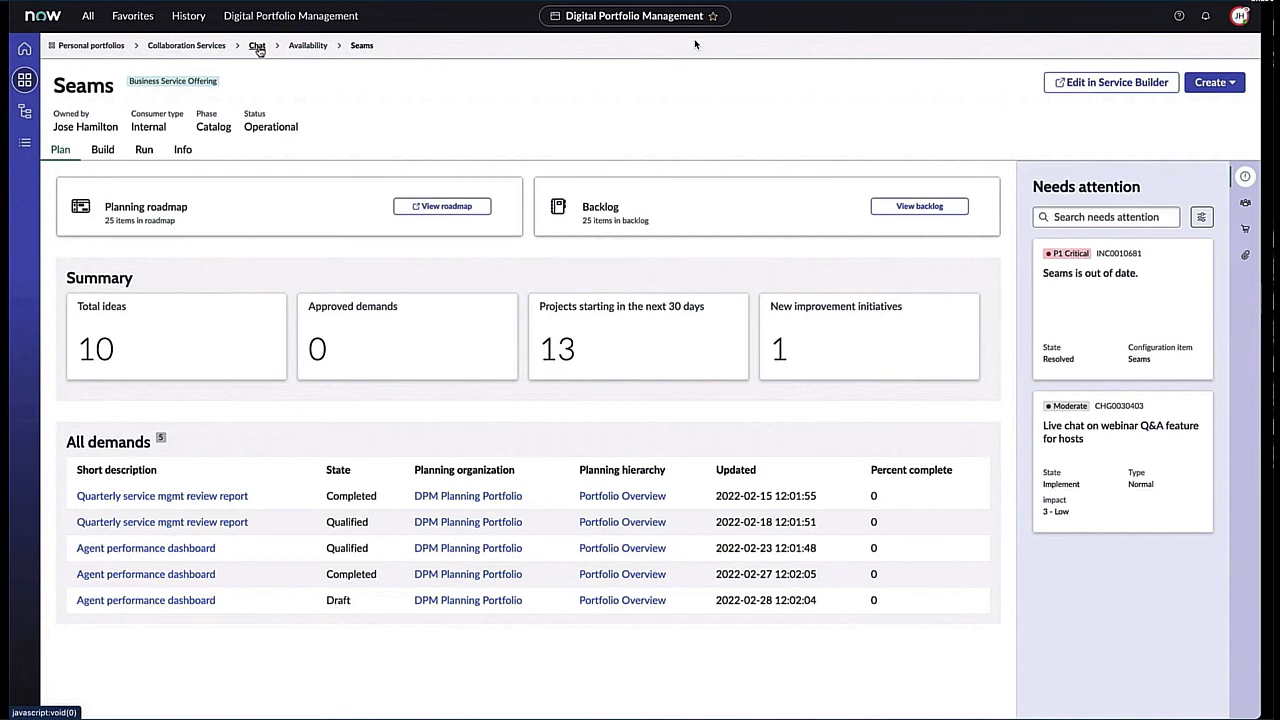 now All Favorites History Digital Portfolio Management Digital Portfolio Management JH
Personal portfolios > Collaboration Services > Chat > Availability > Seams
Seams Business Service Offering
Edit in Service Builder Create
Owned by Consumer type Phase Status
Jose Hamilton Internal Catalog Operational
Plan Build Run Info
Planning roadmap
25 items in roadmap
View roadmap
Backlog
25 items in backlog
View backlog
Summary
Total ideas
10
Approved demands
0
Projects starting in the next 30 days
13
New improvement initiatives
1
All demands 5
Short description State Planning organization Planning hierarchy Updated Percent complete
Quarterly service mgmt review report Completed DPM Planning Portfolio Portfolio Overview 2022-02-15 12:01:55 0
Quarterly service mgmt review report Qualified DPM Planning Portfolio Portfolio Overview 2022-02-18 12:01:51 0
Agent performance dashboard Qualified DPM Planning Portfolio Portfolio Overview 2022-02-23 12:01:48 0
Agent performance dashboard Completed DPM Planning Portfolio Portfolio Overview 2022-02-27 12:02:05 0
Agent performance dashboard Draft DPM Planning Portfolio Portfolio Overview 2022-02-28 12:02:04 0
Needs attention
Search needs attention
P1 Critical INC0010681
Seams is out of date.
State Configuration item
Resolved Seams
Moderate CHG0030403
Live chat on webinar Q&A feature
for hosts
State Type
Implement Normal
impact
3 - Low
javascript:void(0)